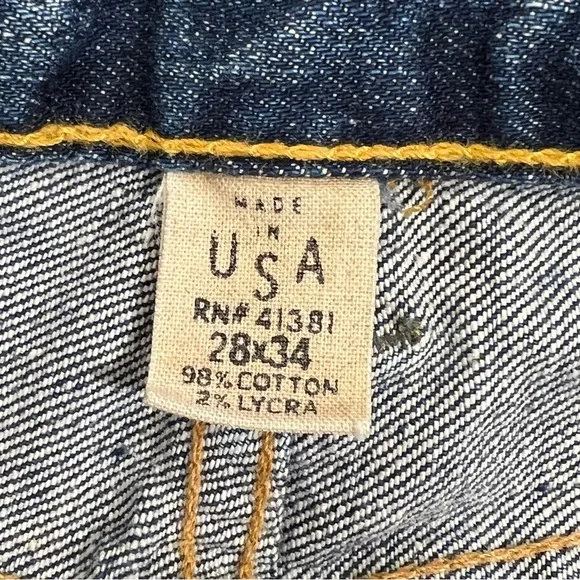 MADE
IN
USA
RN# 41381
28x34
98% COTTON
2% LYCRA